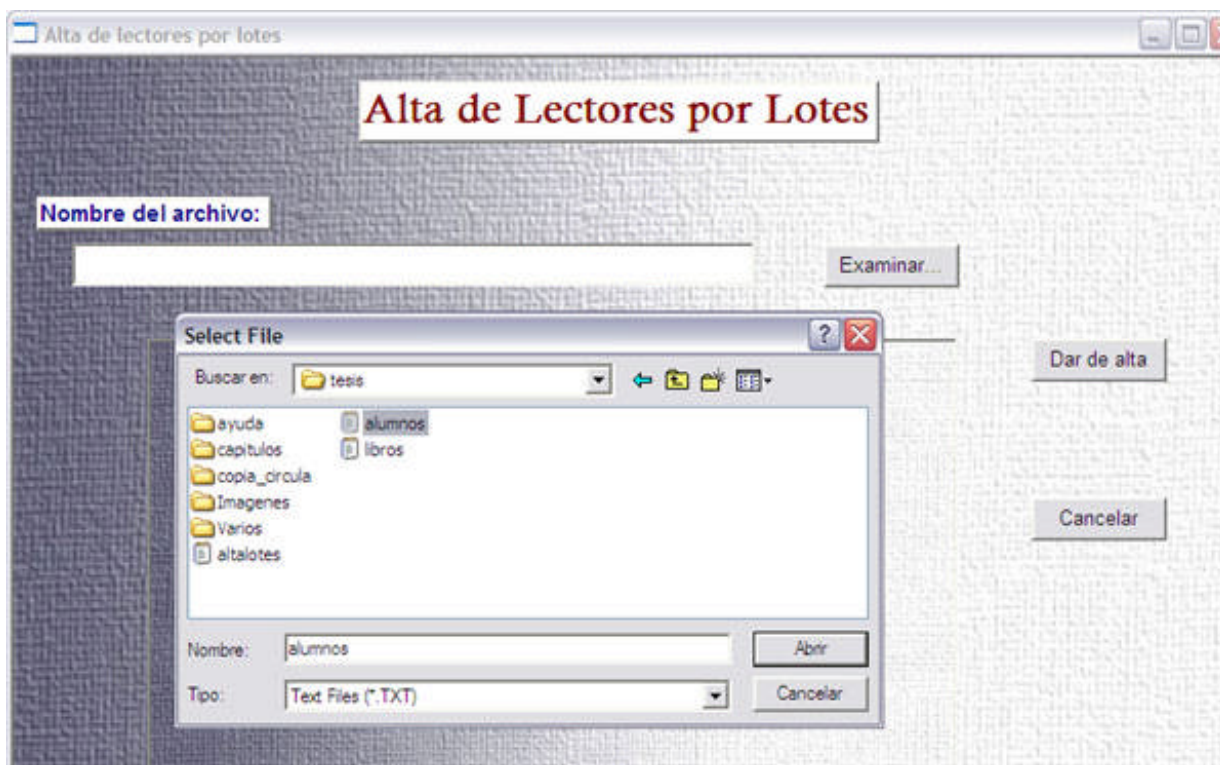 Alta de lectores por lotes
Alta de Lectores por Lotes
Nombre del archivo:
Examinar...
Select File
Buscar en: tesis
ayuda alumnos
capitulos libros
copia_circula
Imagenes
Varios
altalotes
Nombre: alumnos Abrir
Tipo: Text Files (*.TXT) Cancelar
Dar de alta
Cancelar